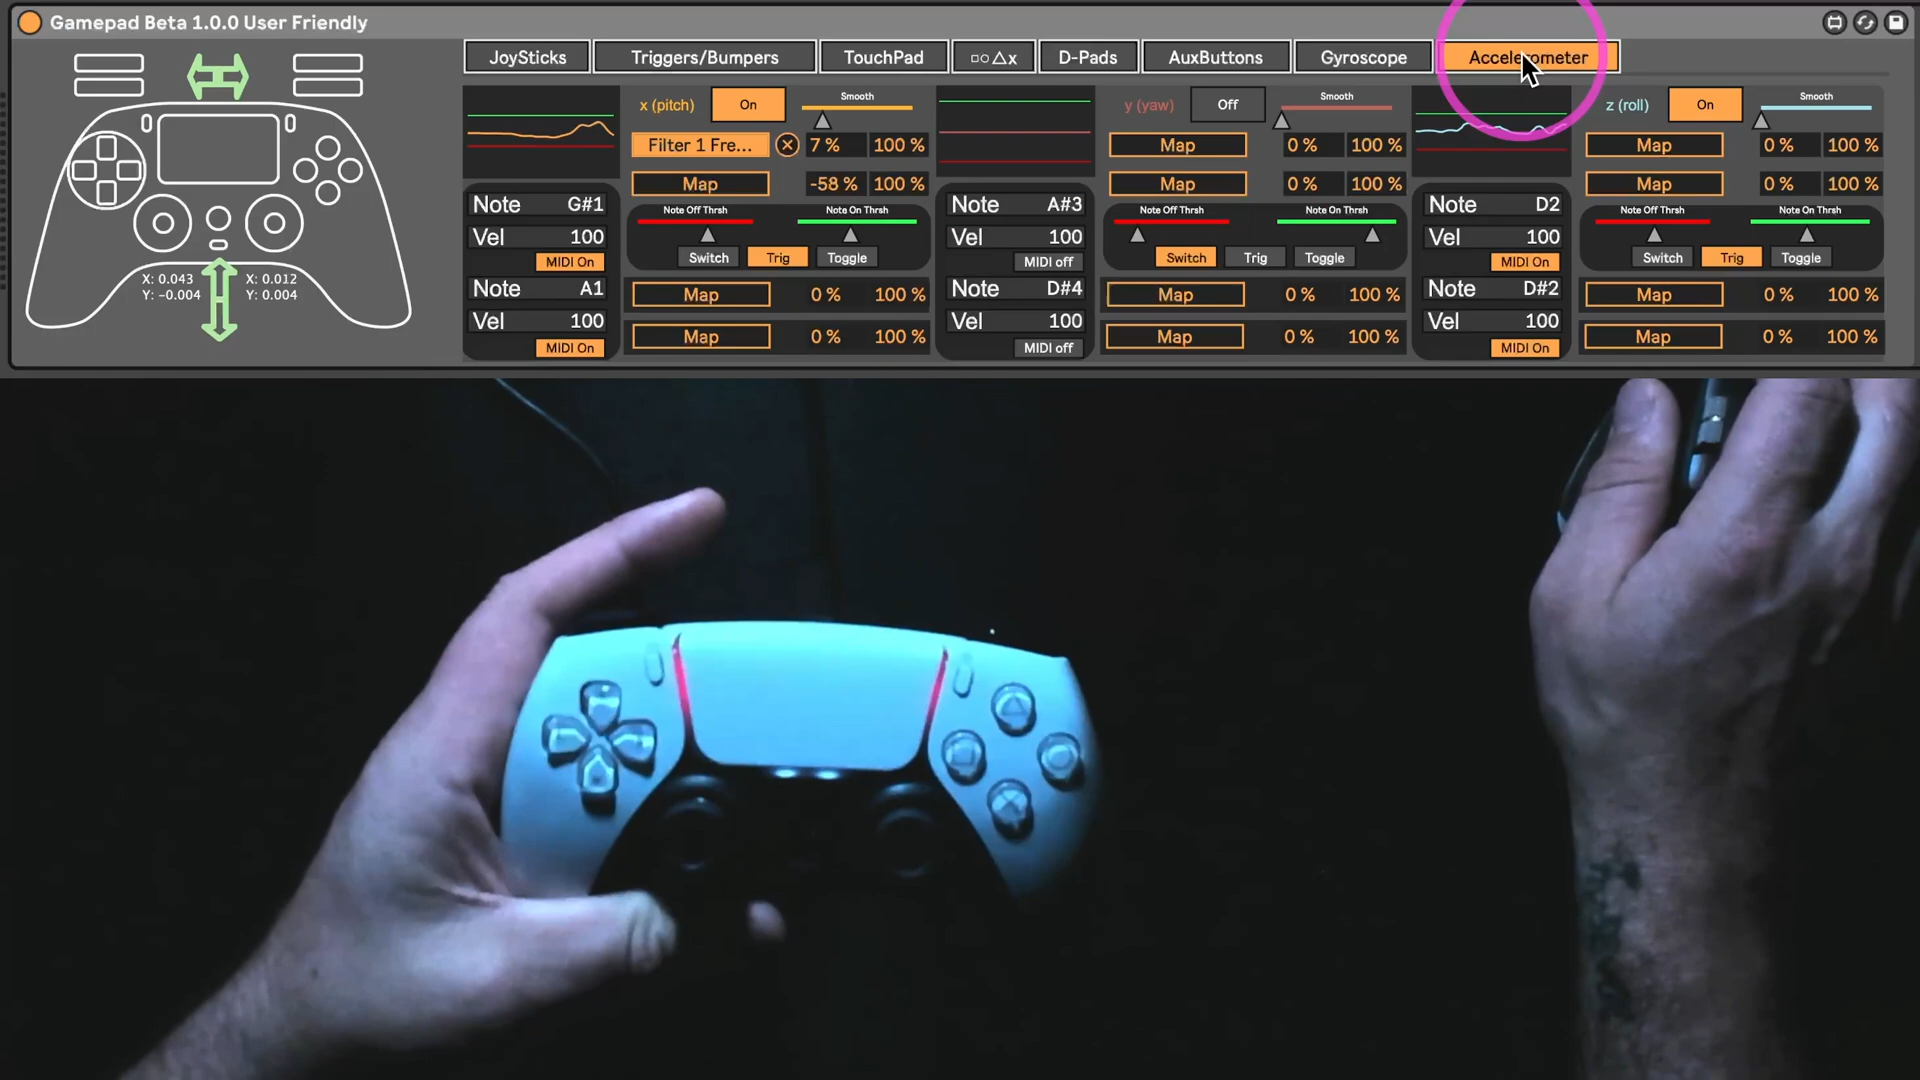 Gamepad Beta 1.0.0 User Friendly
JoySticks Triggers/Bumpers TouchPad □○△x D-Pads AuxButtons Gyroscope Accelerometer
x (pitch) On Smooth
Filter 1 Fre... 7 % 100 %
Map -58 % 100 %
Note G#1
Vel 100
MIDI On
Note A1
Vel 100
MIDI On
Note Off Thrsh Note On Thrsh
Switch Trig Toggle
Map 0 % 100 %
Map 0 % 100 %
y (yaw) Off Smooth
Map 0 % 100 %
Map 0 % 100 %
Note A#3
Vel 100
MIDI off
Note D#4
Vel 100
MIDI off
Note Off Thrsh Note On Thrsh
Switch Trig Toggle
Map 0 % 100 %
Map 0 % 100 %
z (roll) On Smooth
Map 0 % 100 %
Map 0 % 100 %
Note D2
Vel 100
MIDI On
Note D#2
Vel 100
MIDI On
Note Off Thrsh Note On Thrsh
Switch Trig Toggle
Map 0 % 100 %
Map 0 % 100 %
X: 0.043 X: 0.012
Y: -0.004 Y: 0.004